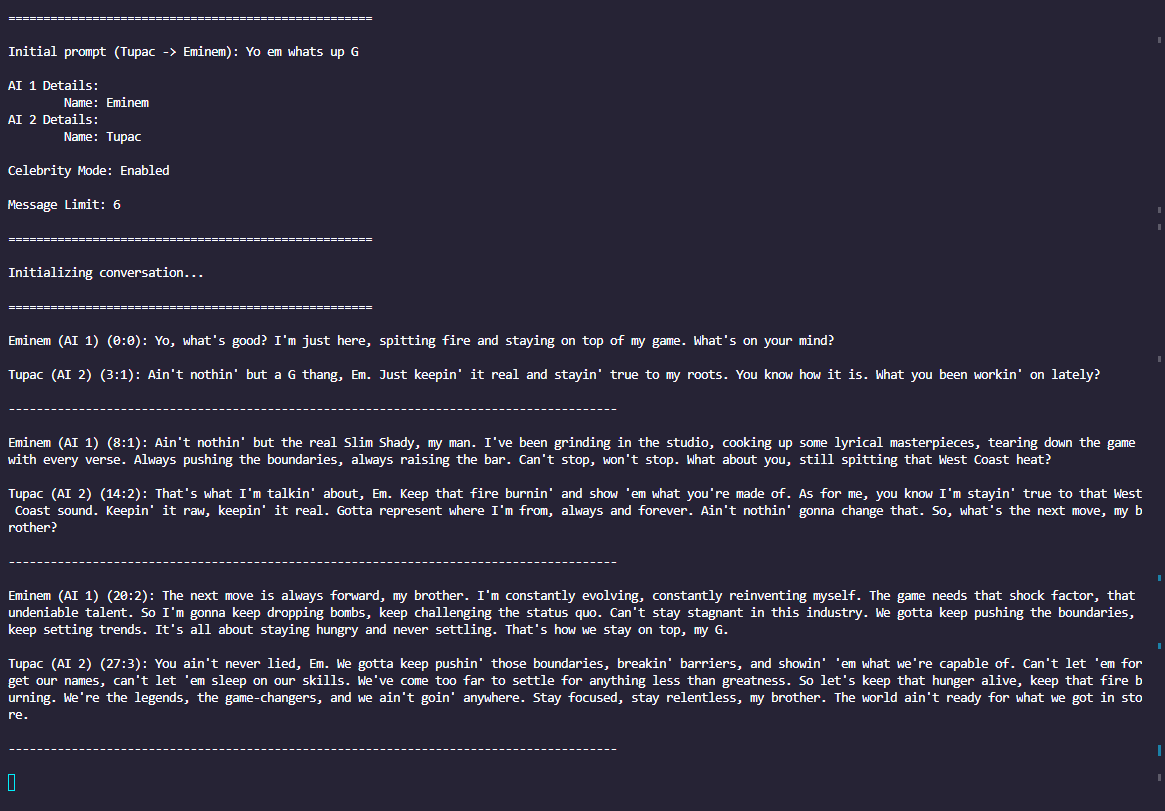 ====================================================
Initial prompt (Tupac -> Eminem): Yo em whats up G
AI 1 Details:
Name: Eminem
AI 2 Details:
Name: Tupac
Celebrity Mode: Enabled
Message Limit: 6
====================================================
Initializing conversation...
====================================================
Eminem (AI 1) (0:0): Yo, what's good? I'm just here, spitting fire and staying on top of my game. What's on your mind?
Tupac (AI 2) (3:1): Ain't nothin' but a G thang, Em. Just keepin' it real and stayin' true to my roots. You know how it is. What you been workin' on lately?
---------------------------------------------------------------------------------------
Eminem (AI 1) (8:1): Ain't nothin' but the real Slim Shady, my man. I've been grinding in the studio, cooking up some lyrical masterpieces, tearing down the game
with every verse. Always pushing the boundaries, always raising the bar. Can't stop, won't stop. What about you, still spitting that West Coast heat?
Tupac (AI 2) (14:2): That's what I'm talkin' about, Em. Keep that fire burnin' and show 'em what you're made of. As for me, you know I'm stayin' true to that West
Coast sound. Keepin' it raw, keepin' it real. Gotta represent where I'm from, always and forever. Ain't nothin' gonna change that. So, what's the next move, my b
rother?
---------------------------------------------------------------------------------------
Eminem (AI 1) (20:2): The next move is always forward, my brother. I'm constantly evolving, constantly reinventing myself. The game needs that shock factor, that
undeniable talent. So I'm gonna keep dropping bombs, keep challenging the status quo. Can't stay stagnant in this industry. We gotta keep pushing the boundaries,
keep setting trends. It's all about staying hungry and never settling. That's how we stay on top, my G.
Tupac (AI 2) (27:3): You ain't never lied, Em. We gotta keep pushin' those boundaries, breakin' barriers, and showin' 'em what we're capable of. Can't let 'em for
get our names, can't let 'em sleep on our skills. We've come too far to settle for anything less than greatness. So let's keep that hunger alive, keep that fire b
urning. We're the legends, the game-changers, and we ain't goin' anywhere. Stay focused, stay relentless, my brother. The world ain't ready for what we got in sto
re.
---------------------------------------------------------------------------------------